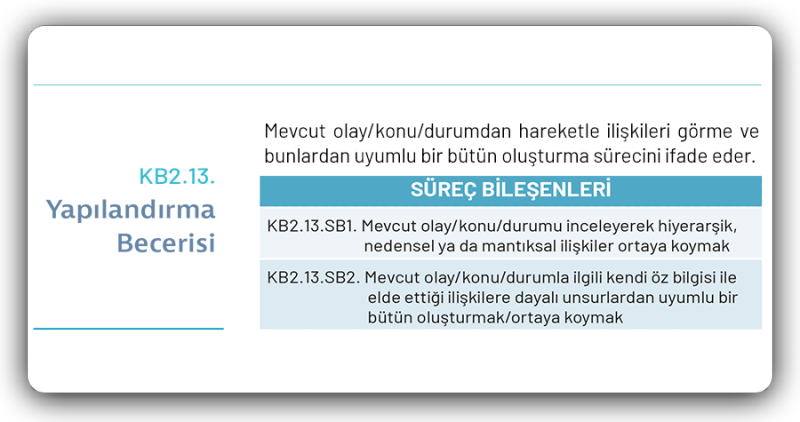 KB2.13.
Yapılandırma
Becerisi
Mevcut olay/konu/durumdan hareketle ilişkileri görme ve
bunlardan uyumlu bir bütün oluşturma sürecini ifade eder.
SÜREÇ BİLEŞENLERİ
KB2.13.SB1. Mevcut olay/konu/durumu inceleyerek hiyerarşik,
nedensel ya da mantıksal ilişkiler ortaya koymak
KB2.13.SB2. Mevcut olay/konu/durumla ilgili kendi öz bilgisi ile
elde ettiği ilişkilere dayalı unsurlardan uyumlu bir
bütün oluşturmak/ortaya koymak